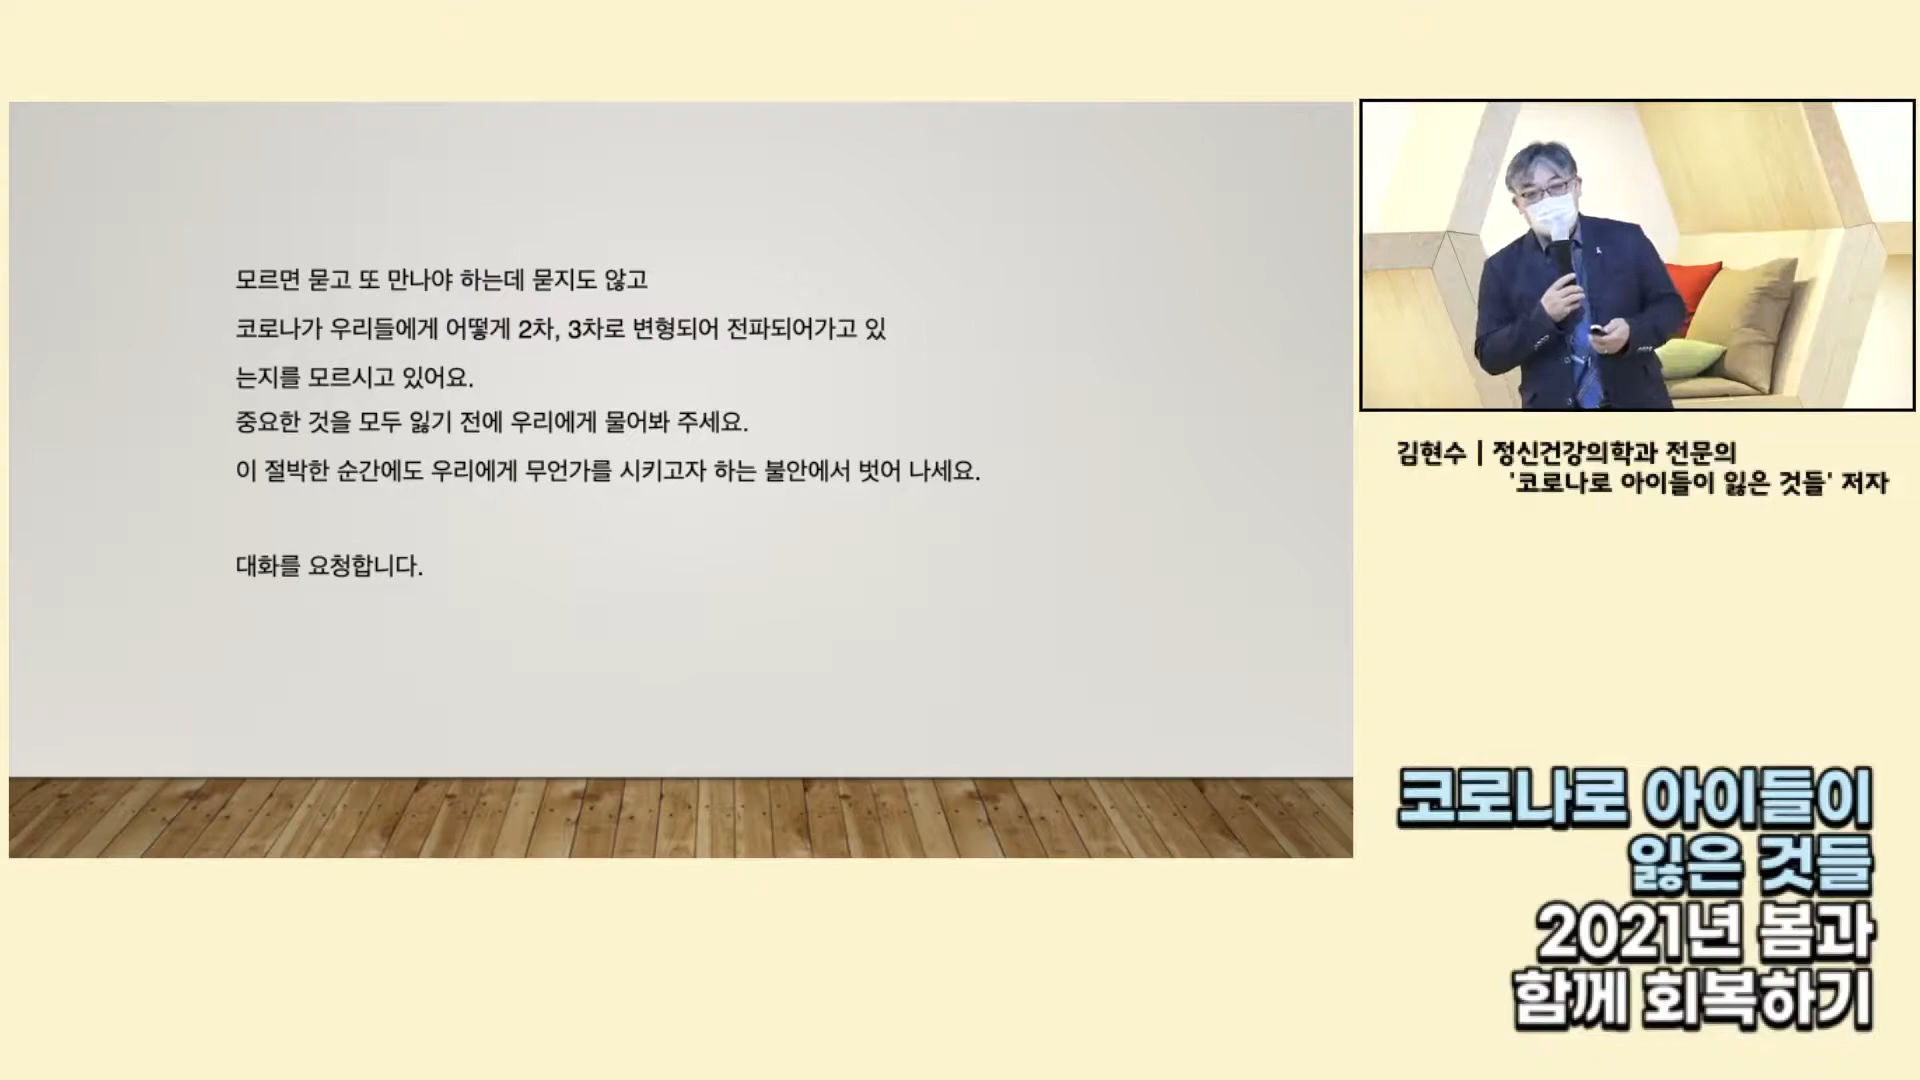 모르면 묻고 또 만나야 하는데 묻지도 않고
코로나가 우리들에게 어떻게 2차, 3차로 변형되어 전파되어가고 있
는지를 모르시고 있어요.
중요한 것을 모두 잃기 전에 우리에게 물어봐 주세요.
이 절박한 순간에도 우리에게 무언가를 시키고자 하는 불안에서 벗어 나세요.
대화를 요청합니다.
김현수 | 정신건강의학과 전문의
'코로나로 아이들이 잃은 것들' 저자
코로나로 아이들이
잃은 것들
2021년 봄과
함께 회복하기